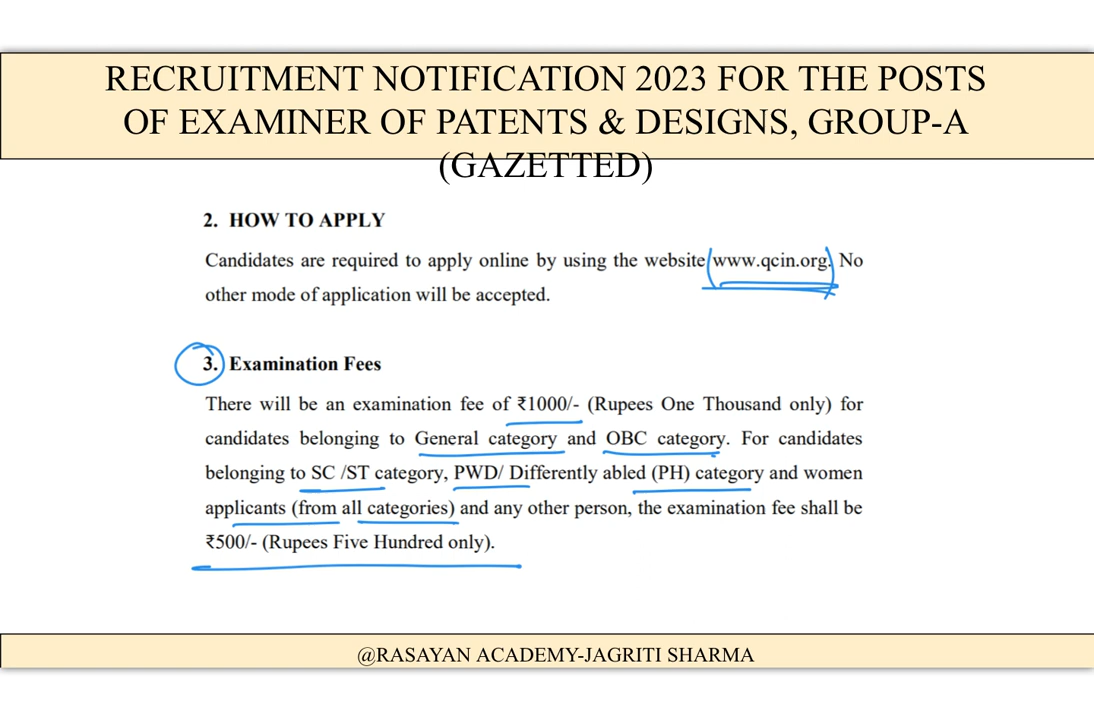 RECRUITMENT NOTIFICATION 2023 FOR THE POSTS
OF EXAMINER OF PATENTS & DESIGNS, GROUP-A
(GAZETTED)
2. HOW TO APPLY
Candidates are required to apply online by using the website www.qcin.org. No
other mode of application will be accepted.
3. Examination Fees
There will be an examination fee of ₹1000/- (Rupees One Thousand only) for
candidates belonging to General category and OBC category. For candidates
belonging to SC /ST category, PWD/ Differently abled (PH) category and women
applicants (from all categories) and any other person, the examination fee shall be
₹500/- (Rupees Five Hundred only).
@RASAYAN ACADEMY-JAGRITI SHARMA